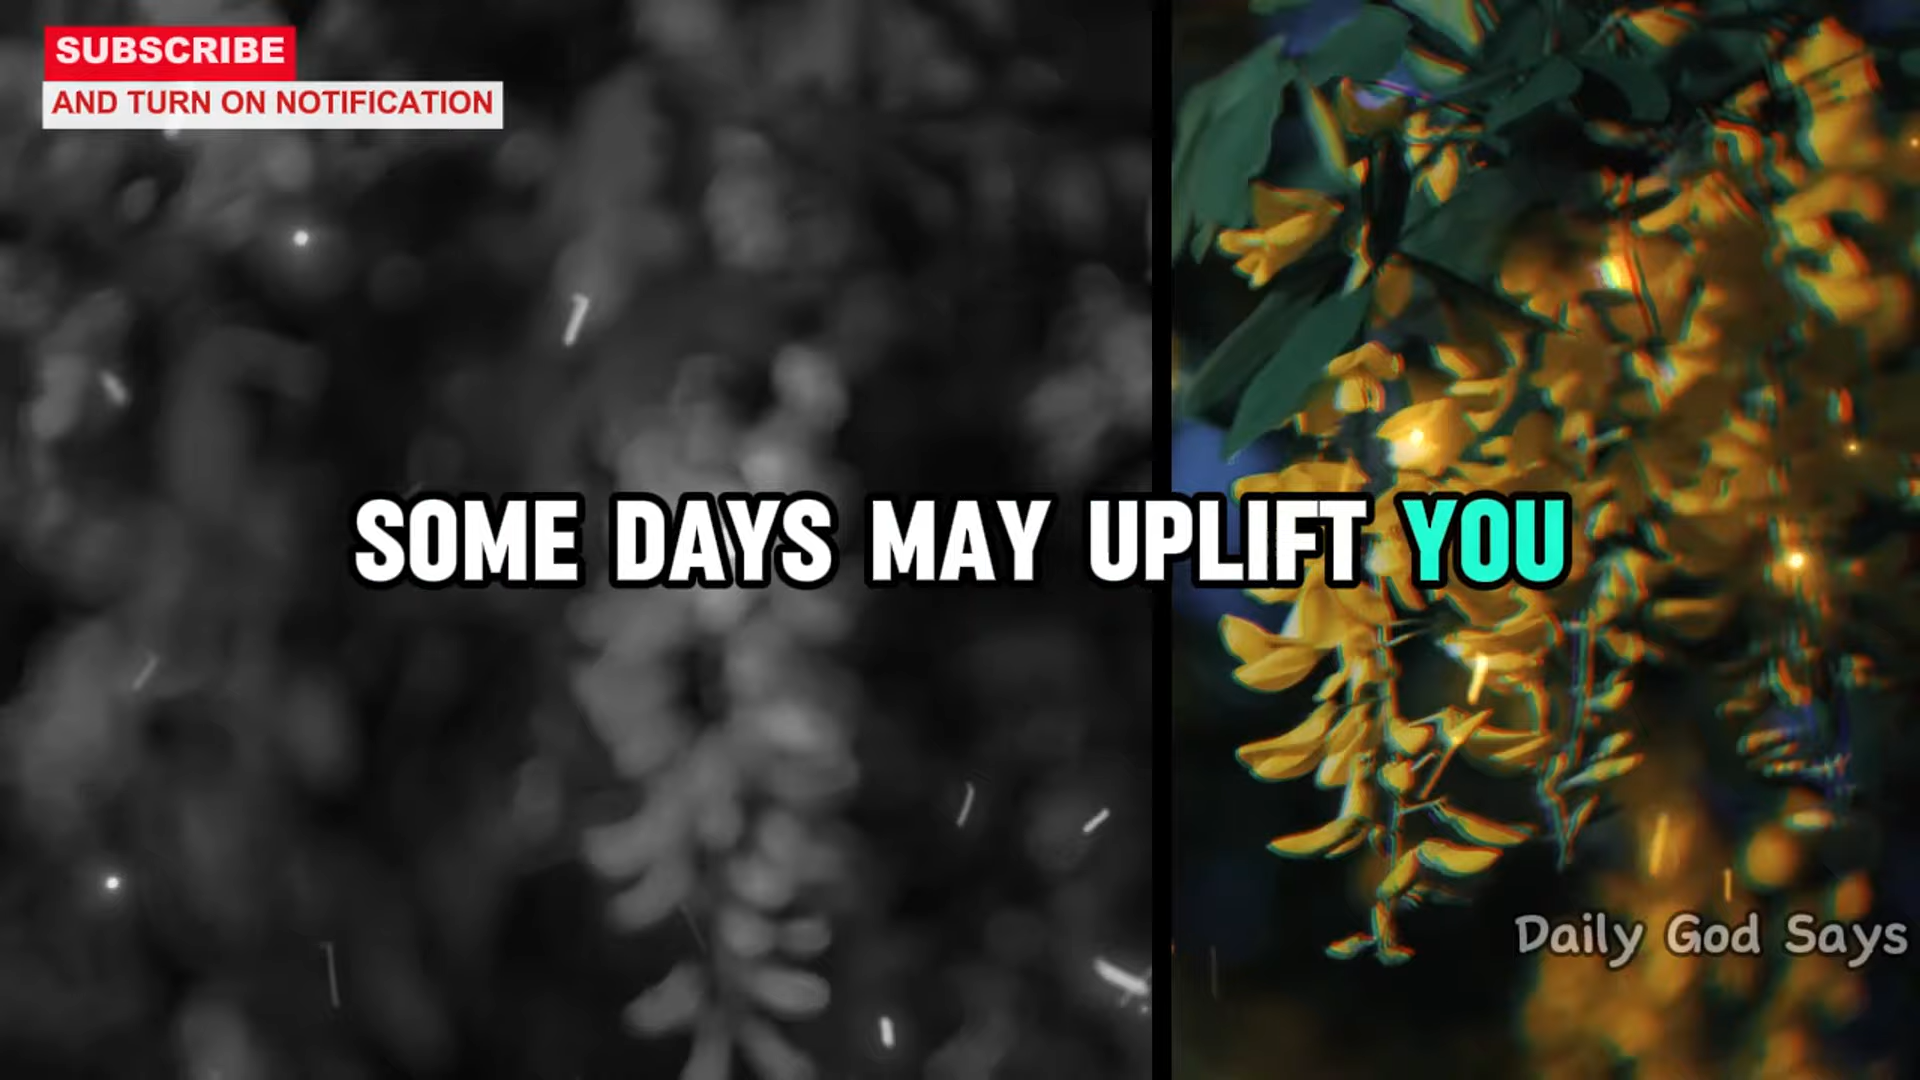 SUBSCRIBE
AND TURN ON NOTIFICATION
SOME DAYS MAY UPLIFT YOU
Daily God Says